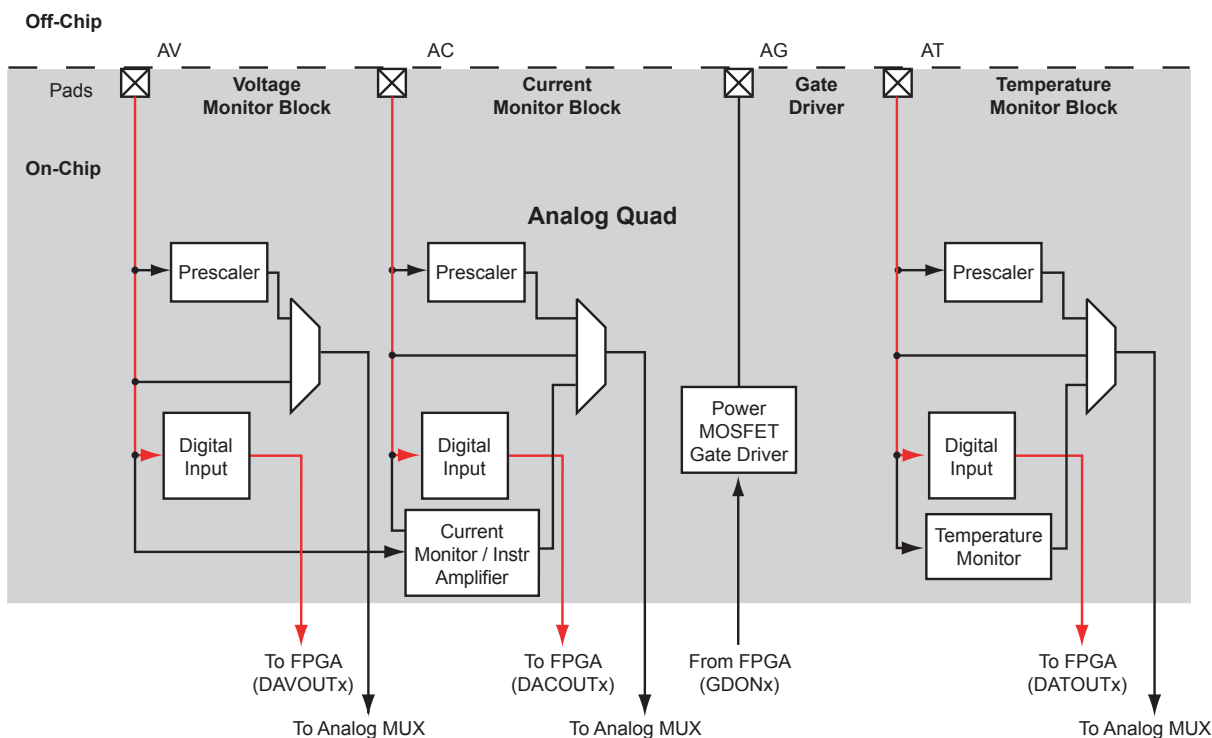 Off-Chip
AV
AC
AG
AT
Pads
Voltage
Monitor Block
Current
Monitor Block
Gate
Driver
Temperature
Monitor Block
On-Chip
Analog Quad
Prescaler
Prescaler
Prescaler
Digital
Input
Digital
Input
Power
MOSFET
Gate Driver
Digital
Input
Current
Monitor / Instr
Amplifier
Temperature
Monitor
To FPGA
(DAVOUTx)
To FPGA
(DACOUTx)
From FPGA
(GDONx)
To FPGA
(DATOUTx)
To Analog MUX
To Analog MUX
To Analog MUX